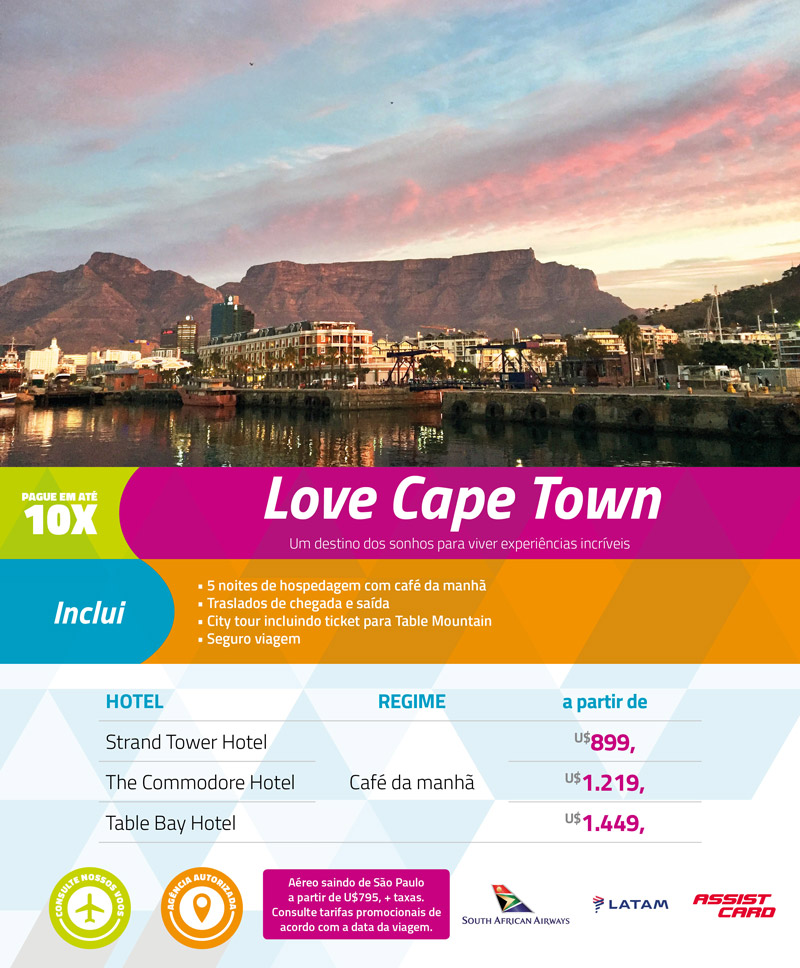 PAGUE EM ATÉ
10X
Love Cape Town
Um destino dos sonhos para viver experiências incríveis
Inclui
• 5 noites de hospedagem com café da manhã
• Traslados de chegada e saída
• City tour incluindo ticket para Table Mountain
• Seguro viagem
HOTEL REGIME a partir de
Strand Tower Hotel U$899,
The Commodore Hotel Café da manhã U$1.219,
Table Bay Hotel U$1.449,
CONSULTE NOSSOS VOOS
AGÊNCIA AUTORIZADA
Aéreo saindo de São Paulo
a partir de U$795, + taxas.
Consulte tarifas promocionais de
acordo com a data da viagem.
SOUTH AFRICAN AIRWAYS
LATAM
ASSIST
CARD